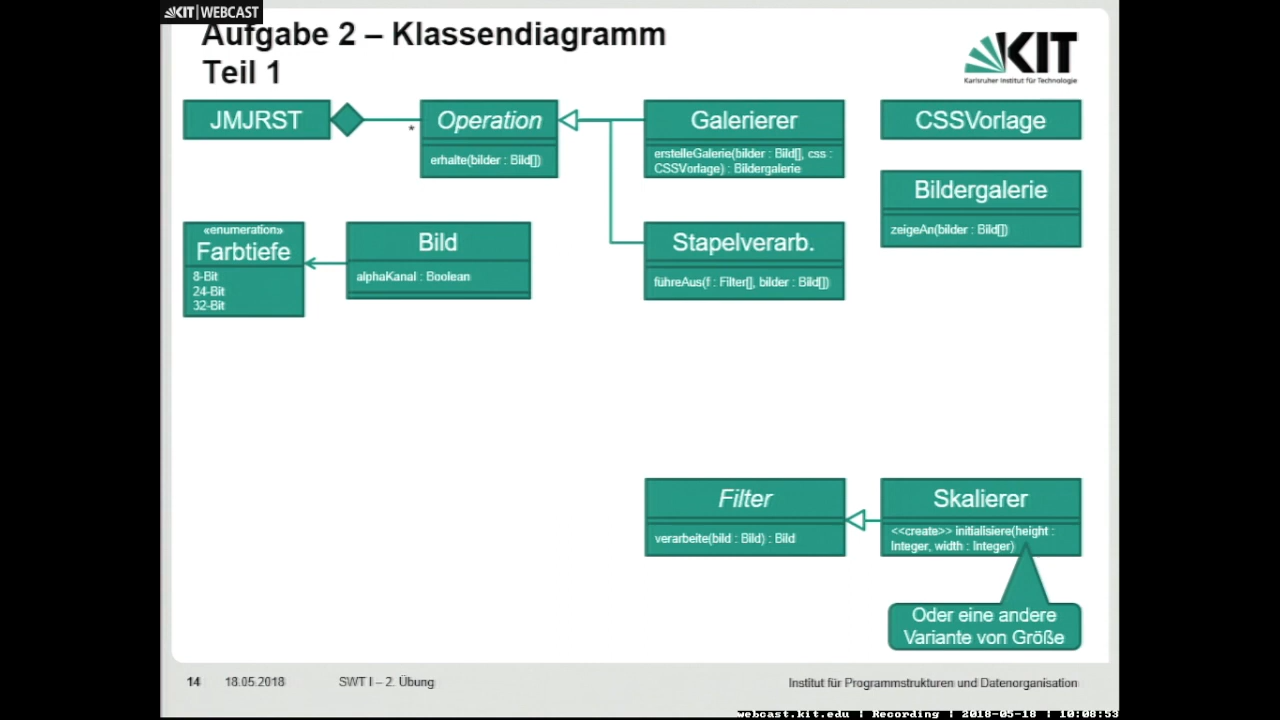 KIT | WEBCAST
Aufgabe 2 – Klassendiagramm
Teil 1
KIT
Karlsruher Institut für Technologie
JMJRST
*
Operation
erhalte(bilder : Bild[])
Galerierer
erstelleGalerie(bilder : Bild[], css :
CSSVorlage) : Bildergalerie
CSSVorlage
Bildergalerie
zeigeAn(bilder : Bild[])
«enumeration»
Farbtiefe
8-Bit
24-Bit
32-Bit
Bild
alphaKanal : Boolean
Stapelverarb.
führeAus(f : Filter[], bilder : Bild[])
Filter
verarbeite(bild : Bild) : Bild
Skalierer
<<create>> initialisiere(height :
Integer, width : Integer)
Oder eine andere
Variante von Größe
14 18.05.2018 SWT I – 2. Übung Institut für Programmstrukturen und Datenorganisation
webcast.kit.edu | Recording | 2018-05-18 | 10:08:53